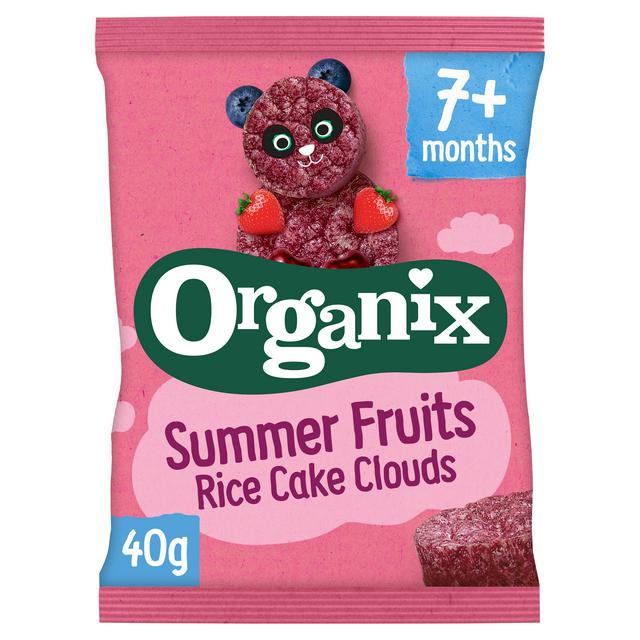 7+
months
Organix
Summer Fruits
Rice Cake Clouds
40g